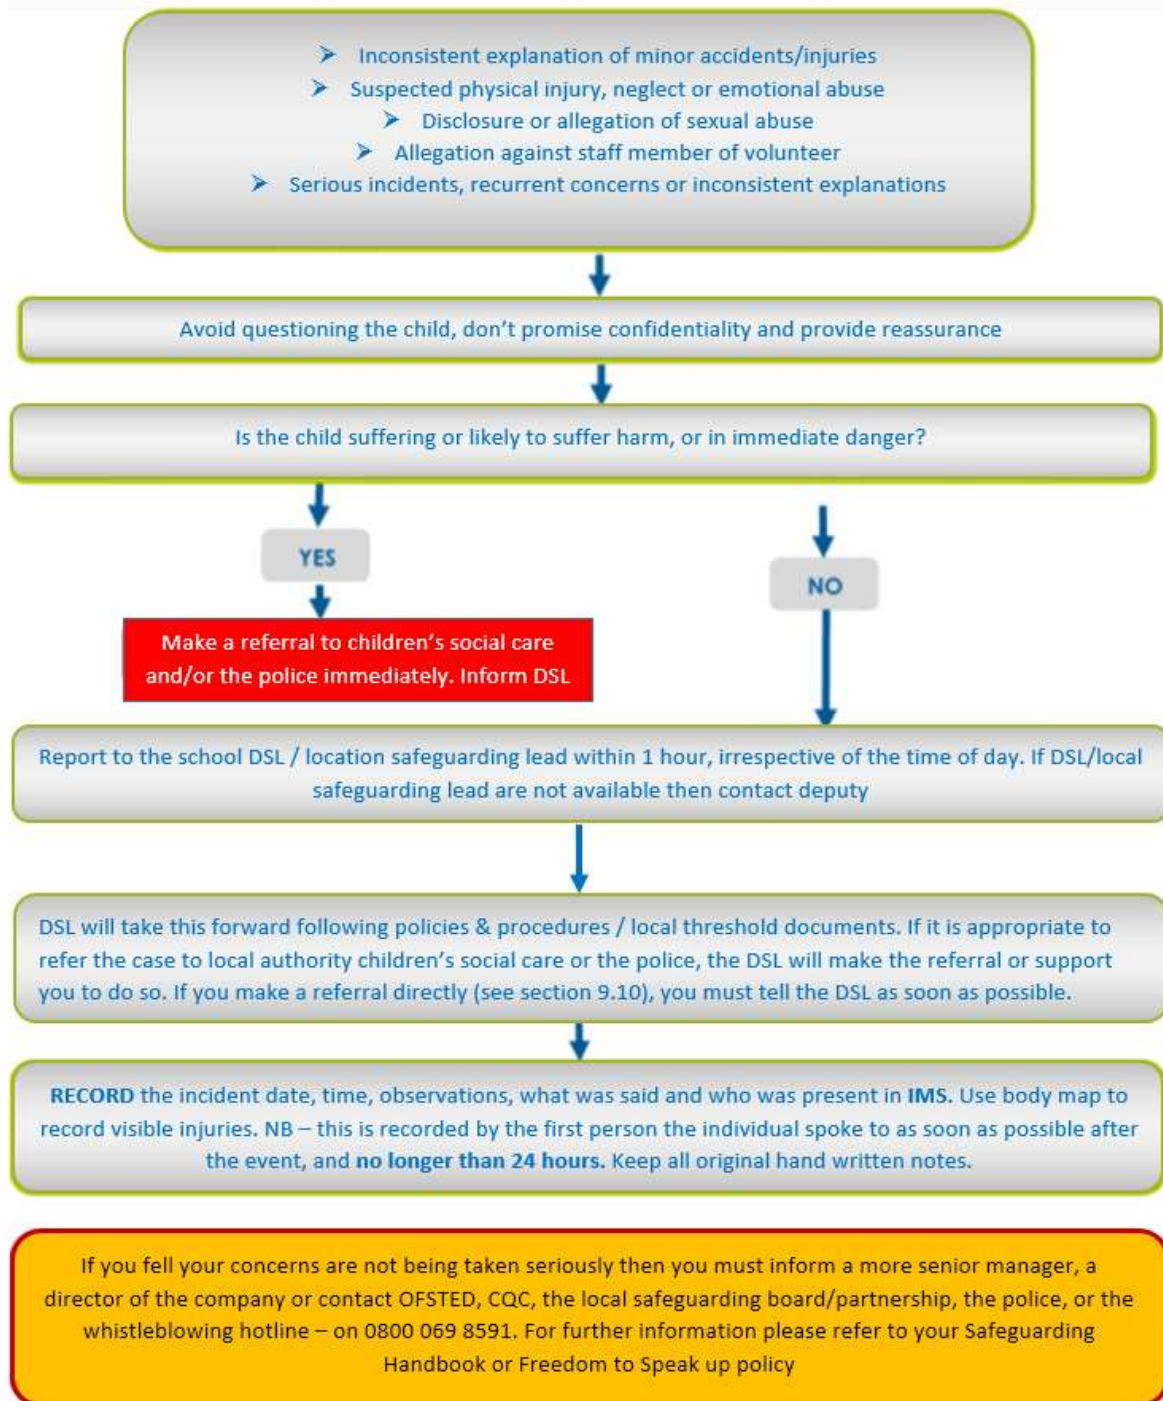 ➢ Inconsistent explanation of minor accidents/injuries
➢ Suspected physical injury, neglect or emotional abuse
➢ Disclosure or allegation of sexual abuse
➢ Allegation against staff member of volunteer
➢ Serious incidents, recurrent concerns or inconsistent explanations
Avoid questioning the child, don’t promise confidentiality and provide reassurance
Is the child suffering or likely to suffer harm, or in immediate danger?
YES
NO
Make a referral to children’s social care
and/or the police immediately. Inform DSL
Report to the school DSL / location safeguarding lead within 1 hour, irrespective of the time of day. If DSL/local
safeguarding lead are not available then contact deputy
DSL will take this forward following policies & procedures / local threshold documents. If it is appropriate to
refer the case to local authority children’s social care or the police, the DSL will make the referral or support
you to do so. If you make a referral directly (see section 9.10), you must tell the DSL as soon as possible.
RECORD the incident date, time, observations, what was said and who was present in IMS. Use body map to
record visible injuries. NB – this is recorded by the first person the individual spoke to as soon as possible after
the event, and no longer than 24 hours. Keep all original hand written notes.
If you fell your concerns are not being taken seriously then you must inform a more senior manager, a
director of the company or contact OFSTED, CQC, the local safeguarding board/partnership, the police, or the
whistleblowing hotline – on 0800 069 8591. For further information please refer to your Safeguarding
Handbook or Freedom to Speak up policy